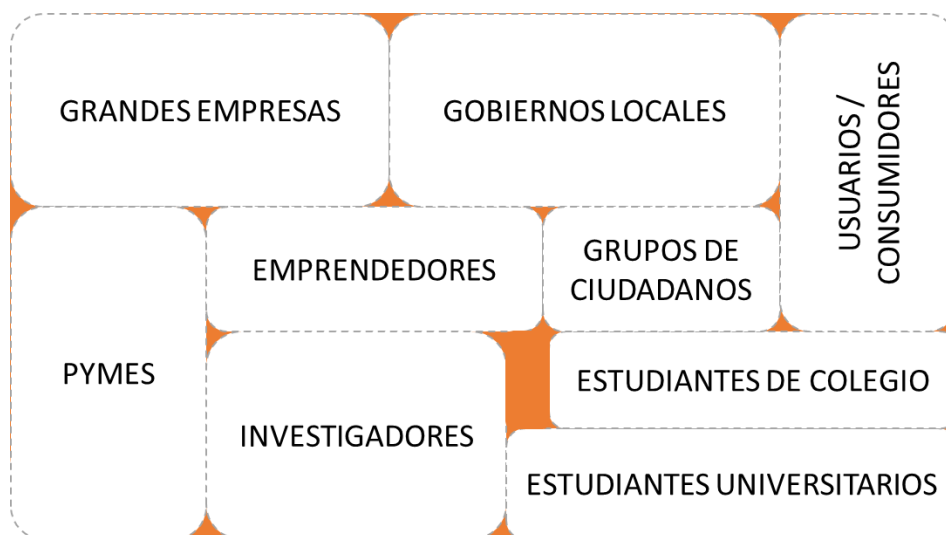 GRANDES EMPRESAS
GOBIERNOS LOCALES
USUARIOS /
CONSUMIDORES
EMPRENDEDORES
GRUPOS DE
CIUDADANOS
PYMES
ESTUDIANTES DE COLEGIO
INVESTIGADORES
ESTUDIANTES UNIVERSITARIOS